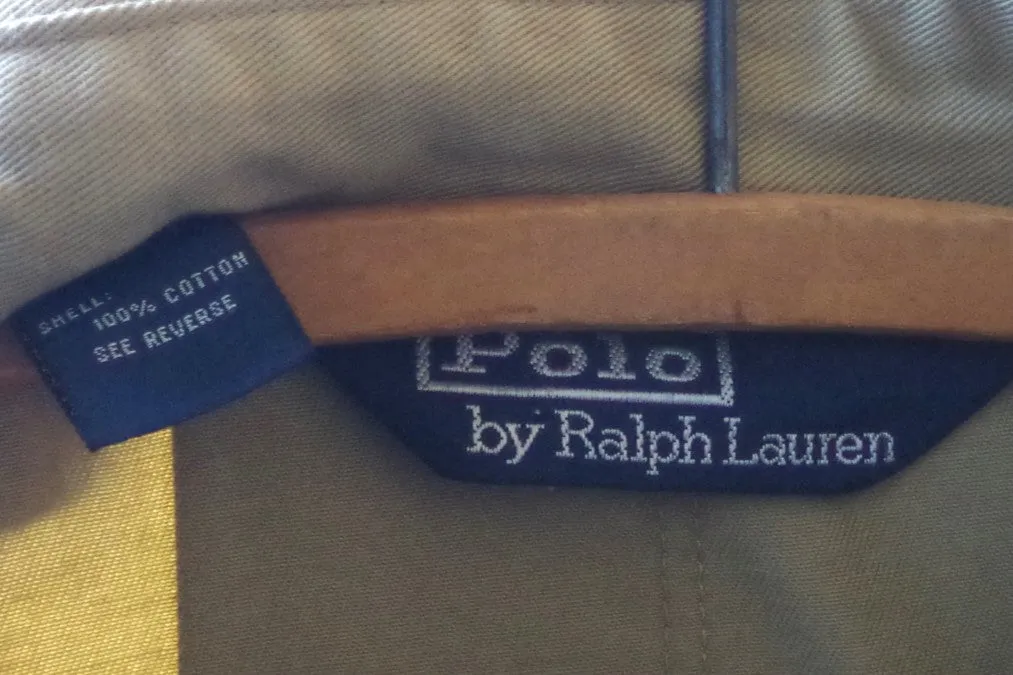 SHELL:
100% COTTON
SEE REVERSE
Polo
by Ralph Lauren